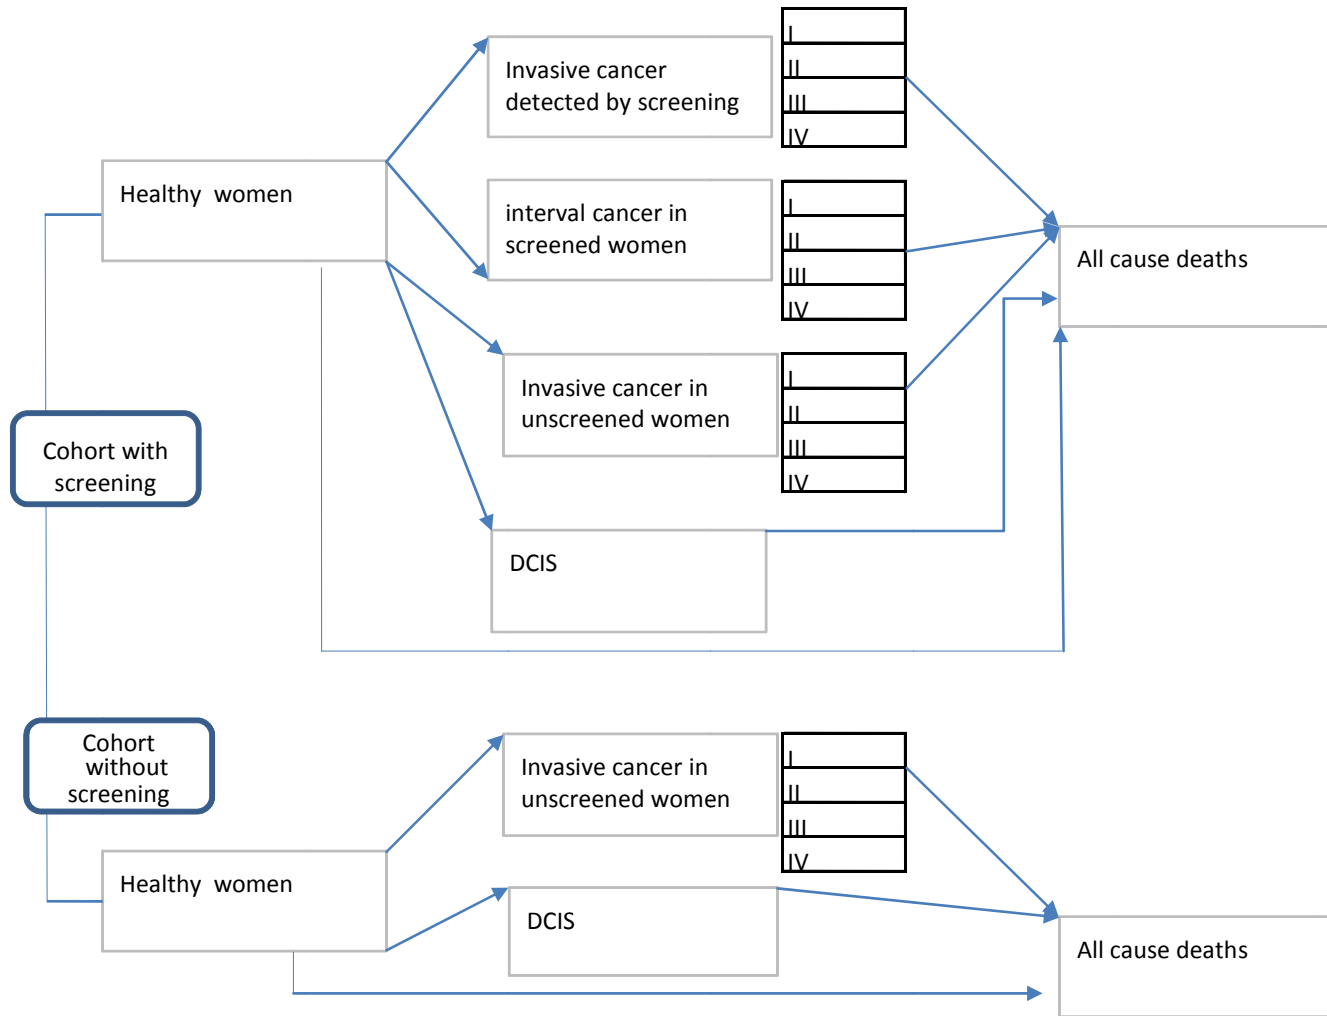 Invasive cancer
detected by screening
I
II
III
IV
Healthy women
interval cancer in
screened women
I
II
III
IV
All cause deaths
Invasive cancer in
unscreened women
I
II
III
IV
Cohort with
screening
DCIS
Cohort
without
screening
Invasive cancer in
unscreened women
I
II
III
IV
Healthy women
DCIS
All cause deaths